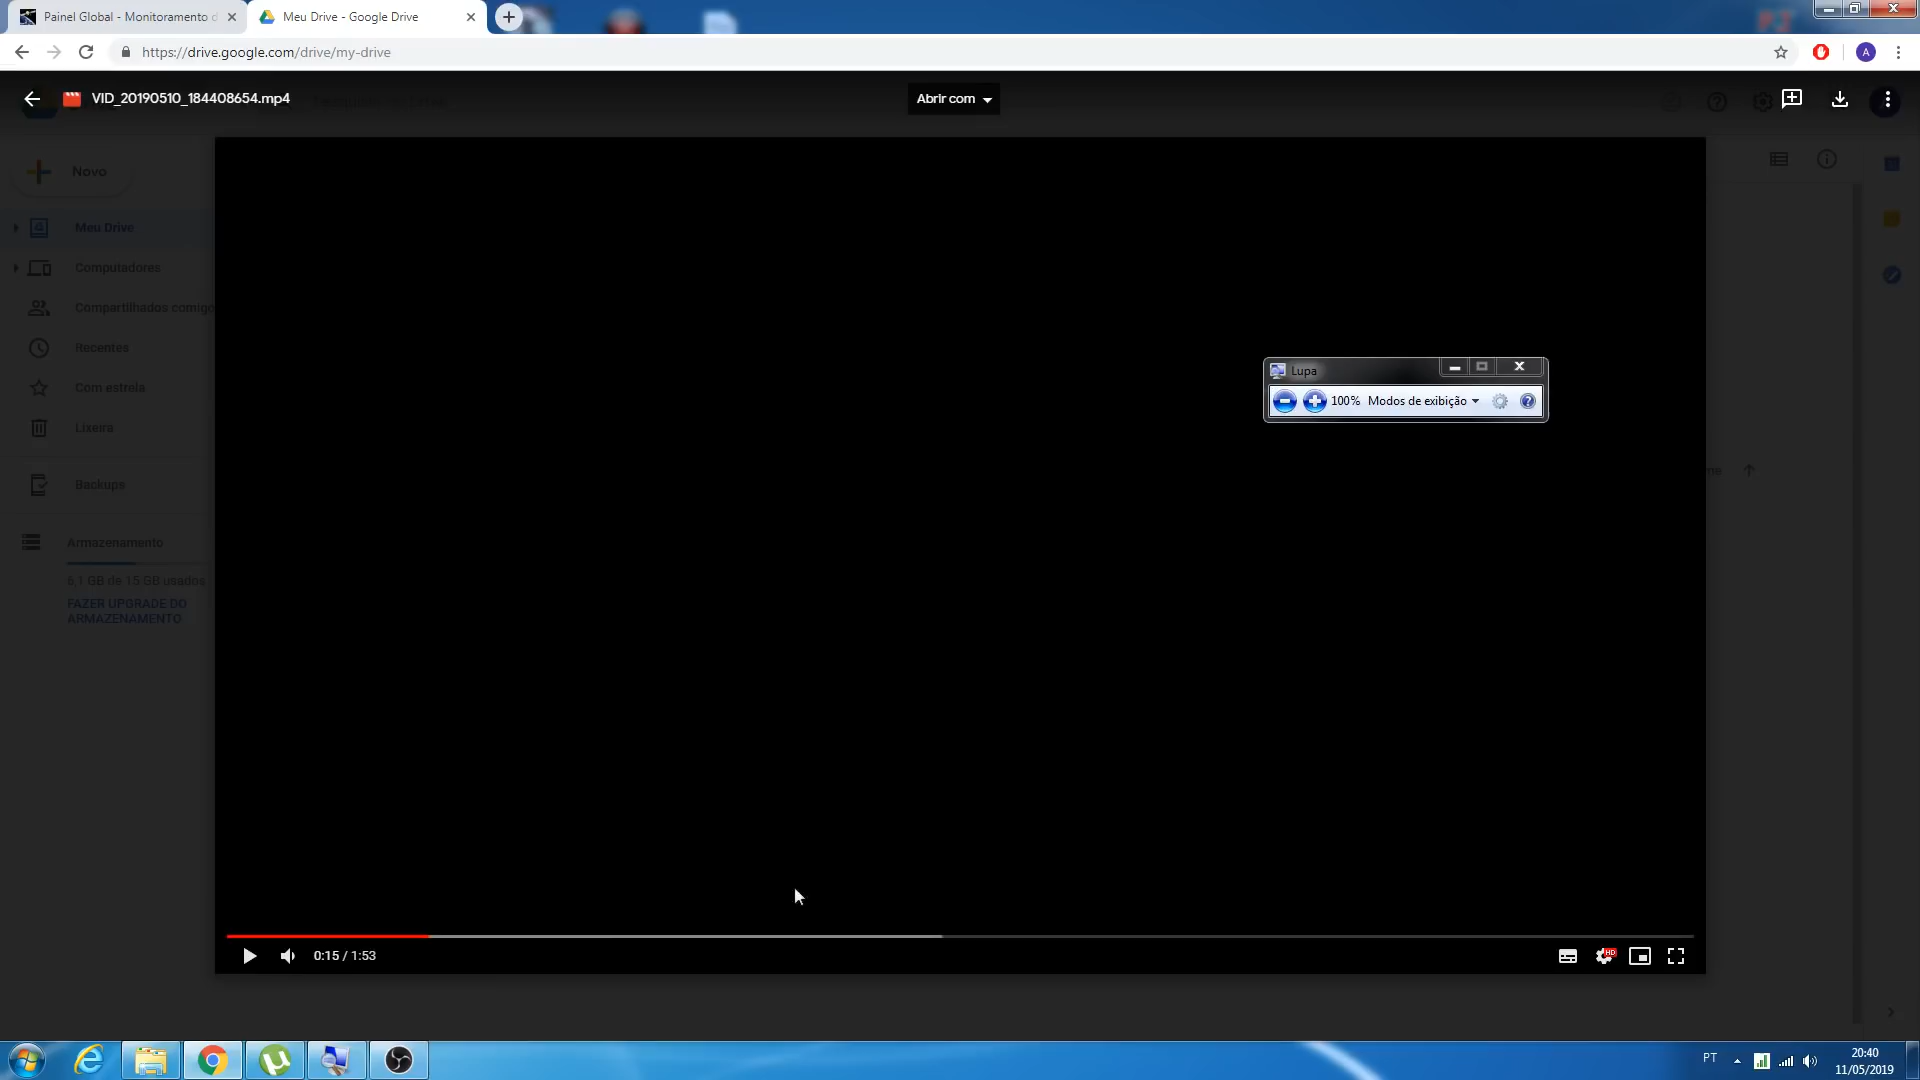 Painel Global - Monitoramento d
Meu Drive - Google Drive
https://drive.google.com/drive/my-drive
A
VID_20190510_184408654.mp4
Abrir com
Novo
Meu Drive
Computadores
Compartilhados comigo
Recentes
Com estrela
Lixeira
Backups
Armazenamento
6,1 GB de 15 GB usados
FAZER UPGRADE DO
ARMAZENAMENTO
Lupa
100% Modos de exibição
0:15 / 1:53
HD
PT
20:40
11/05/2019